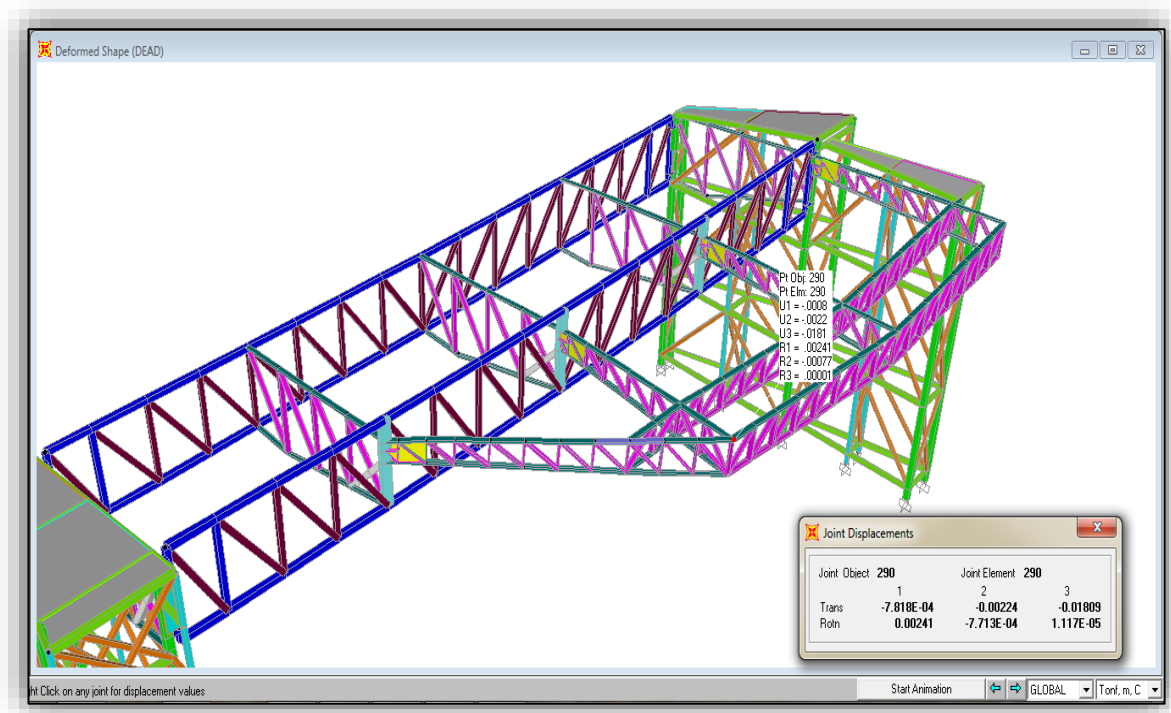 Deformed Shape (DEAD)
Pt Obj: 290
Pt Elm: 290
U1 = -.0008
U2 = -.0022
U3 = -.0181
R1 = .00241
R2 = -.00077
R3 = .00001
Joint Displacements
Joint Object 290 Joint Element 290
1 2 3
Trans -7.818E-04 -0.00224 -0.01809
Rotn 0.00241 -7.713E-04 1.117E-05
ht Click on any joint for displacement values
Start Animation
GLOBAL
Tonf, m, C